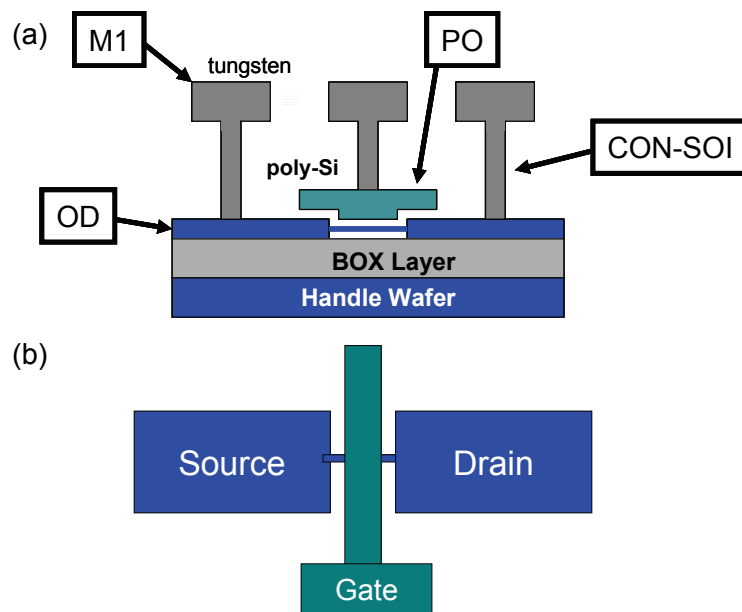 (a)
M1
tungsten
PO
CON-SOI
poly-Si
OD
BOX Layer
Handle Wafer
(b)
Source
Drain
Gate